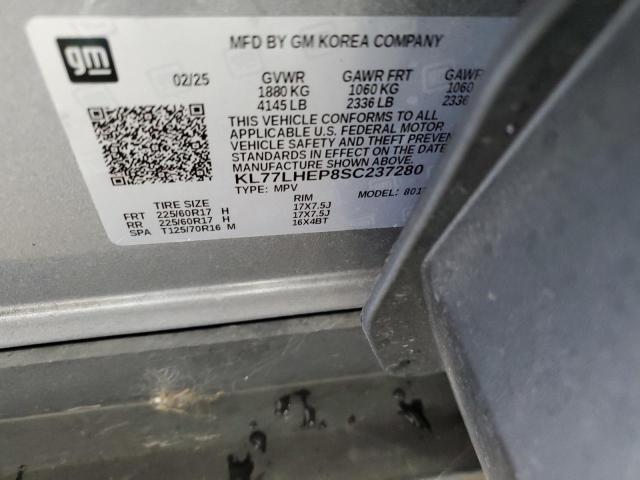 gm
MFD BY GM KOREA COMPANY
02/25 GVWR GAWR FRT
1880 KG 1060 KG 1060
4145 LB 2336 LB 2336
THIS VEHICLE CONFORMS TO ALL
APPLICABLE U.S. FEDERAL MOTOR
VEHICLE SAFETY AND THEFT PREVENT
STANDARDS IN EFFECT ON THE DATE
MANUFACTURE SHOWN ABOVE.
KL77LHEP8SC237280
TYPE: MPV MODEL: 801
TIRE SIZE RIM
FRT 225/60R17 H 17X7.5J
RR 225/60R17 H 17X7.5J
SPA T125/70R16 M 16X4BT